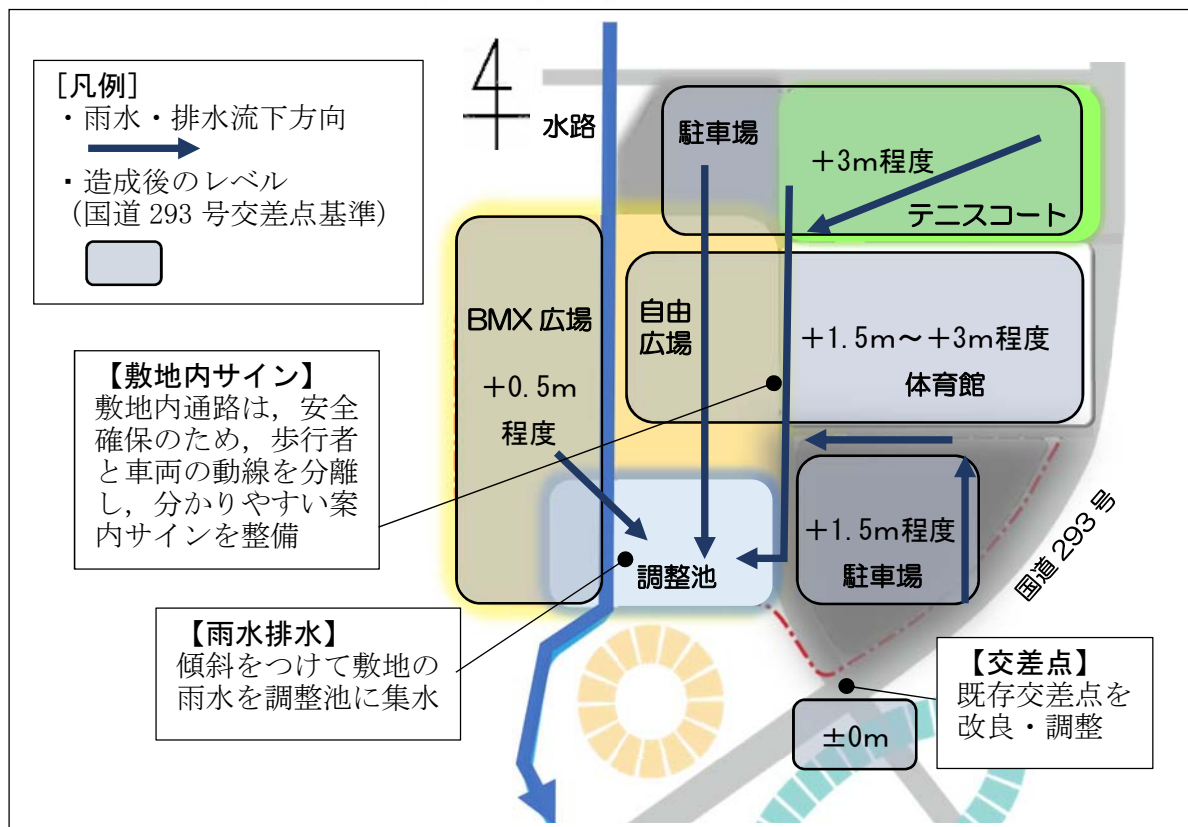 [凡例]
・雨水・排水流下方向
・造成後のレベル
(国道 293 号交差点基準)
水路
駐車場
+3m程度
テニスコート
BMX 広場
+0.5m
程度
自由
広場
+1.5m～+3m程度
体育館
【敷地内サイン】
敷地内通路は，安全
確保のため，歩行者
と車両の動線を分離
し，分かりやすい案
内サインを整備
+1.5m程度
駐車場
調整池
国道 293 号
【雨水排水】
傾斜をつけて敷地の
雨水を調整池に集水
【交差点】
既存交差点を
改良・調整
±0m